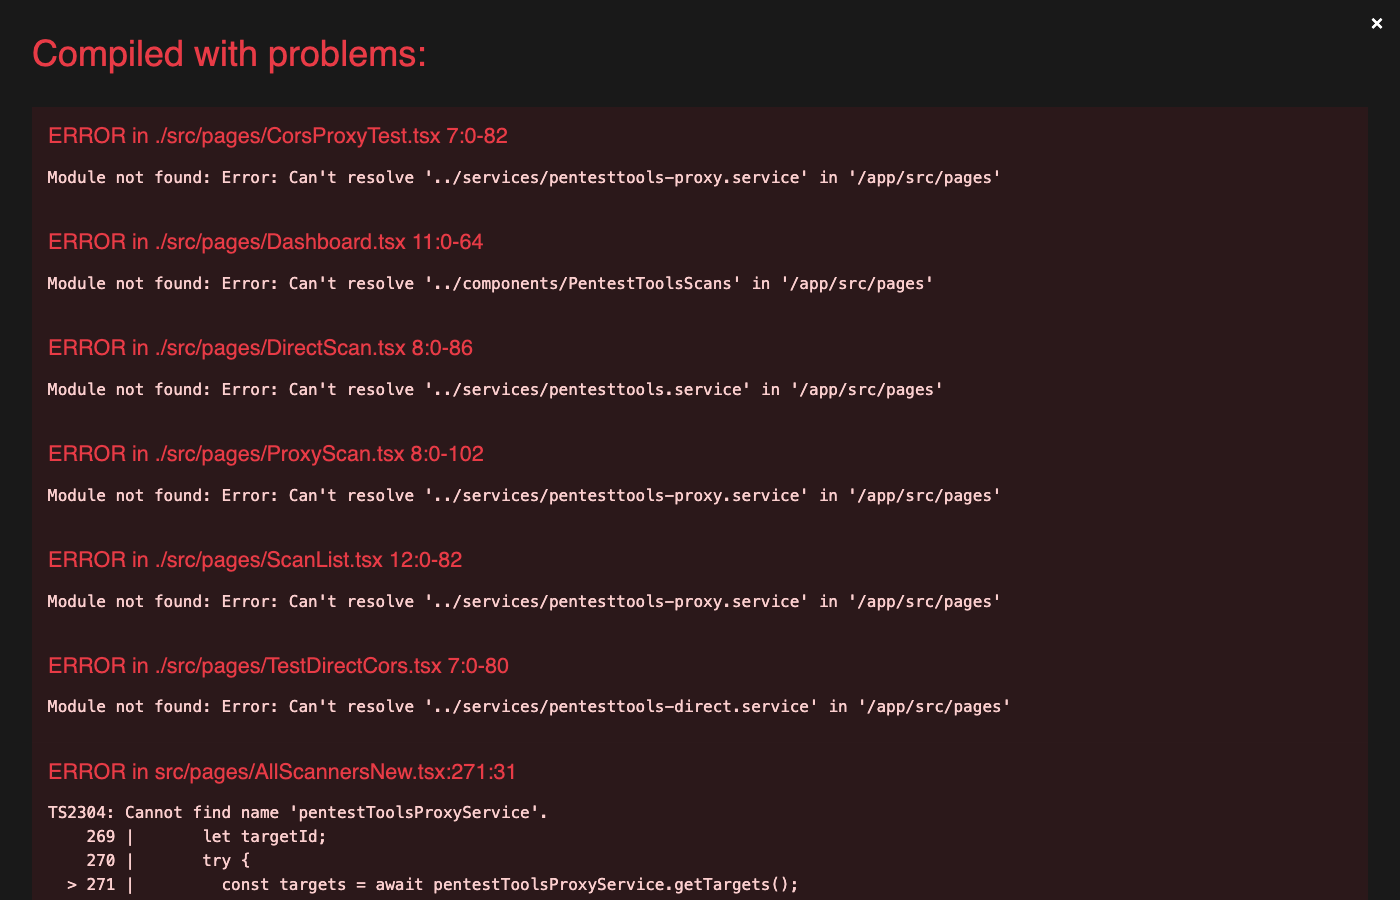 ×
Compiled with problems:
ERROR in ./src/pages/CorsProxyTest.tsx 7:0-82
Module not found: Error: Can't resolve '../services/pentesttools-proxy.service' in '/app/src/pages'
ERROR in ./src/pages/Dashboard.tsx 11:0-64
Module not found: Error: Can't resolve '../components/PentestToolsScans' in '/app/src/pages'
ERROR in ./src/pages/DirectScan.tsx 8:0-86
Module not found: Error: Can't resolve '../services/pentesttools.service' in '/app/src/pages'
ERROR in ./src/pages/ProxyScan.tsx 8:0-102
Module not found: Error: Can't resolve '../services/pentesttools-proxy.service' in '/app/src/pages'
ERROR in ./src/pages/ScanList.tsx 12:0-82
Module not found: Error: Can't resolve '../services/pentesttools-proxy.service' in '/app/src/pages'
ERROR in ./src/pages/TestDirectCors.tsx 7:0-80
Module not found: Error: Can't resolve '../services/pentesttools-direct.service' in '/app/src/pages'
ERROR in src/pages/AllScannersNew.tsx:271:31
TS2304: Cannot find name 'pentestToolsProxyService'.
    269 |       let targetId;
    270 |       try {
  > 271 |         const targets = await pentestToolsProxyService.getTargets();